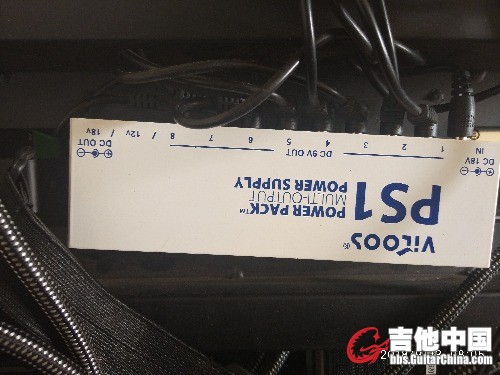 ViTOOS®
PS1
POWER PACK™
MULTI-OUTPUT
POWER SUPPLY
DC 18V
IN
1 2 3 4 5 6 7 8 / 12v / 18v
DC 9V OUT
DC OUT
吉他中国
bbs.GuitarChina.com